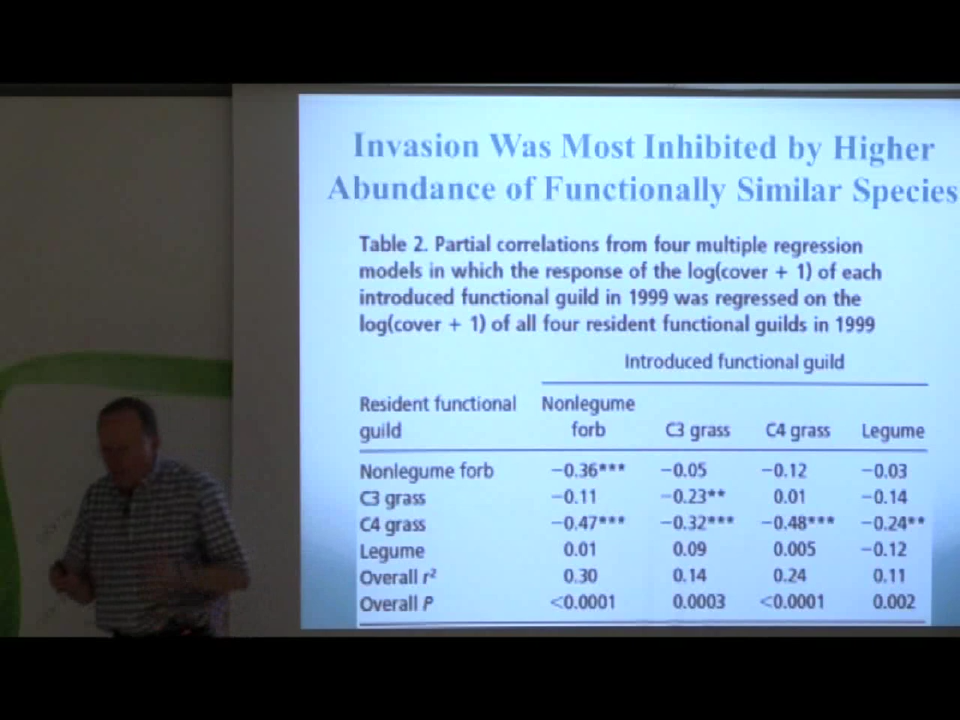 Invasion Was Most Inhibited by Higher
Abundance of Functionally Similar Species
Table 2. Partial correlations from four multiple regression
models in which the response of the log(cover + 1) of each
introduced functional guild in 1999 was regressed on the
log(cover + 1) of all four resident functional guilds in 1999
Introduced functional guild
Resident functional Nonlegume
guild forb C3 grass C4 grass Legume
Nonlegume forb −0.36*** −0.05 −0.12 −0.03
C3 grass −0.11 −0.23** 0.01 −0.14
C4 grass −0.47*** −0.32*** −0.48*** −0.24**
Legume 0.01 0.09 0.005 −0.12
Overall r² 0.30 0.14 0.24 0.11
Overall P <0.0001 0.0003 <0.0001 0.002